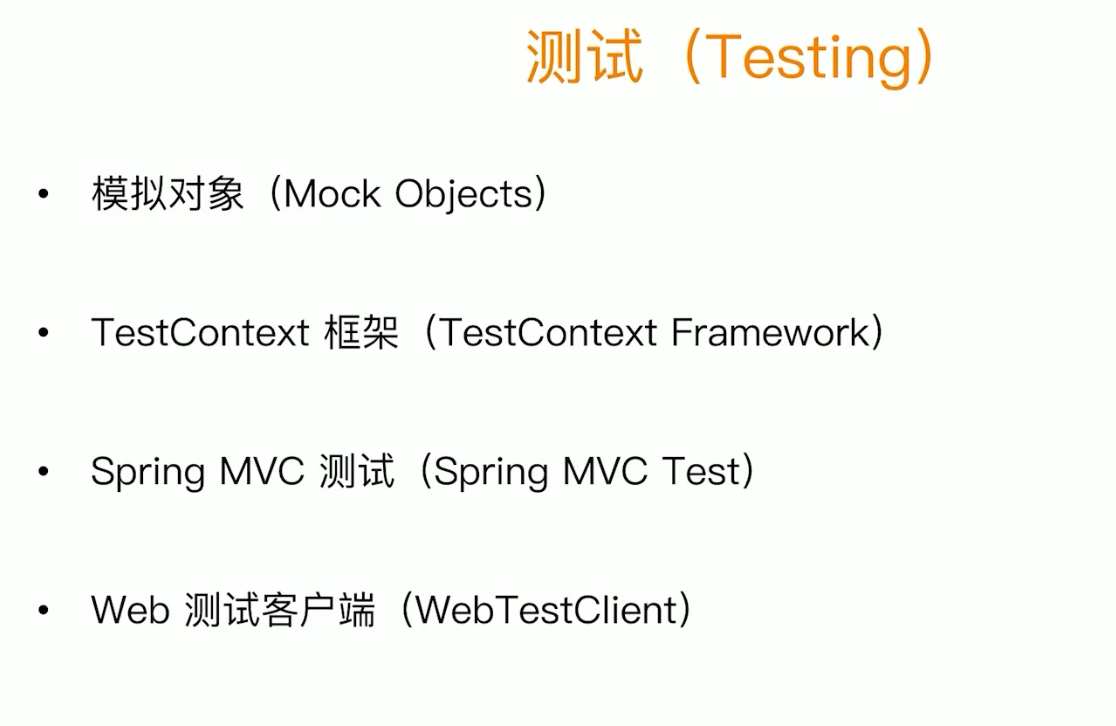 测试（Testing）
• 模拟对象（Mock Objects）
• TestContext 框架（TestContext Framework）
• Spring MVC 测试（Spring MVC Test）
• Web 测试客户端（WebTestClient）